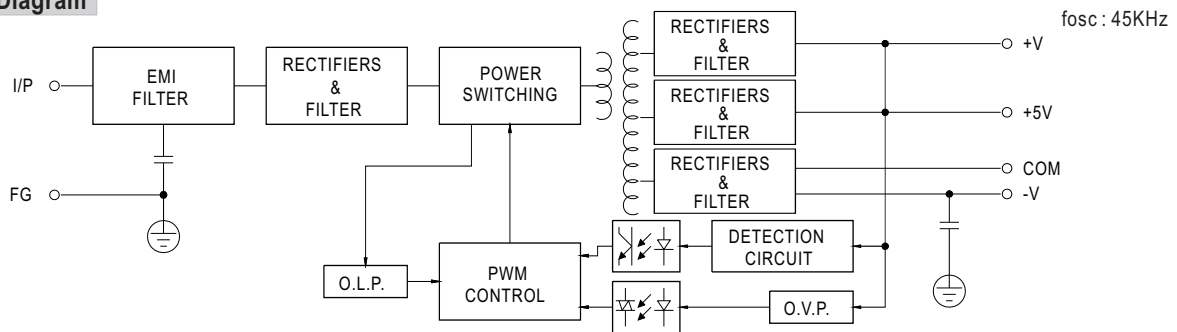 Diagram
fosc : 45KHz
I/P
EMI
FILTER
RECTIFIERS
&
FILTER
POWER
SWITCHING
RECTIFIERS
&
FILTER
+V
RECTIFIERS
&
FILTER
+5V
RECTIFIERS
&
FILTER
COM
-V
FG
O.L.P.
PWM
CONTROL
DETECTION
CIRCUIT
O.V.P.